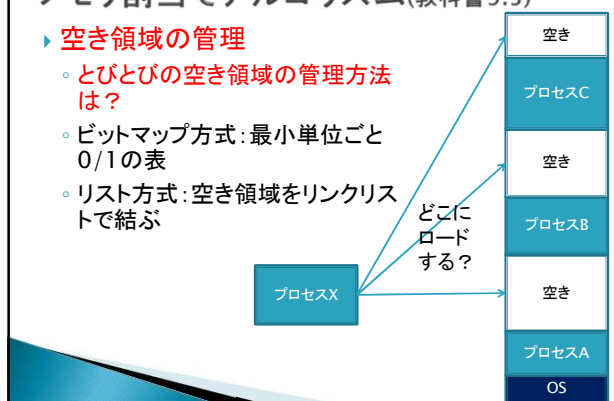 メモリ割当てアルゴリズム(教科書5.3)
空き領域の管理
とびとびの空き領域の管理方法
は？
ビットマップ方式：最小単位ごと
0/1の表
リスト方式：空き領域をリンクリス
トで結ぶ
どこに
ロード
する？
プロセスX
空き
プロセスC
空き
プロセスB
空き
プロセスA
OS